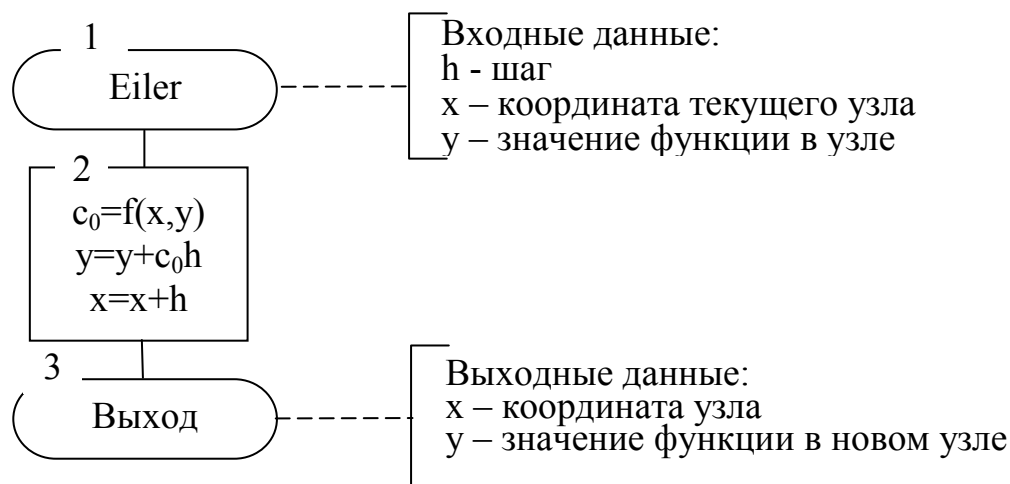 1
Eiler
Входные данные:
h - шаг
x – координата текущего узла
y – значение функции в узле
2
c₀=f(x,y)
y=y+c₀h
x=x+h
3
Выход
Выходные данные:
x – координата узла
y – значение функции в новом узле